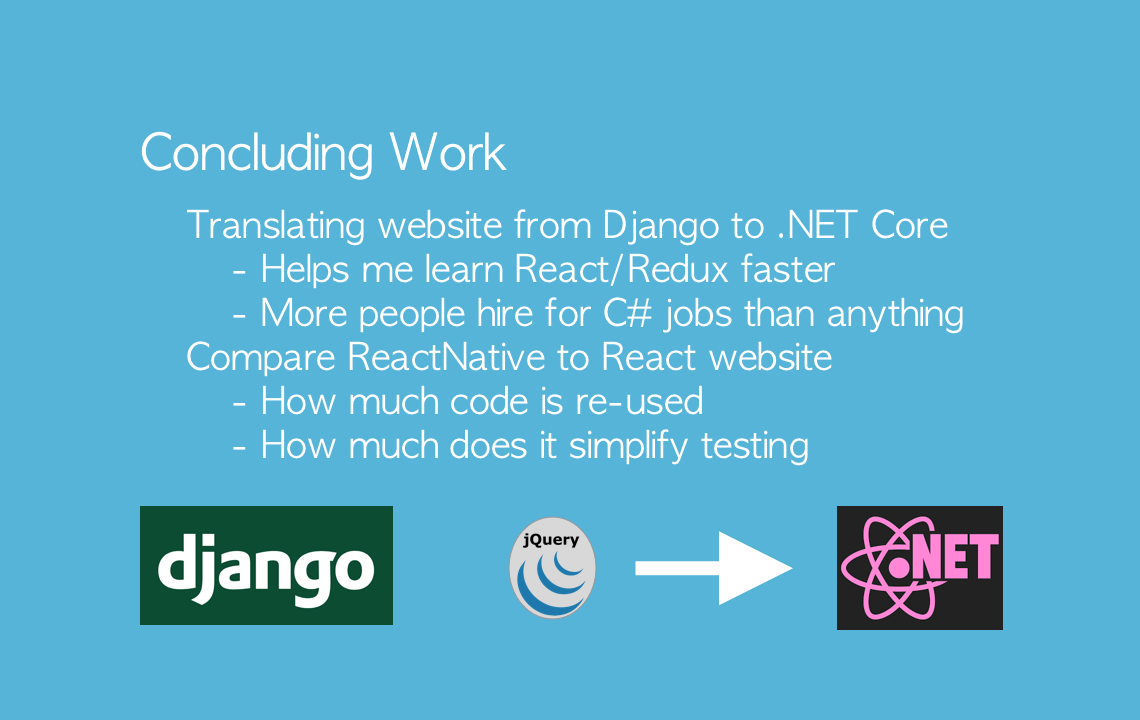 Concluding Work
Translating website from Django to .NET Core
- Helps me learn React/Redux faster
- More people hire for C# jobs than anything
Compare ReactNative to React website
- How much code is re-used
- How much does it simplify testing
django
jQuery
.NET